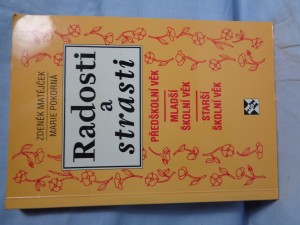 ZDENĚK MATĚJČEK
MARIE POKORNÁ
Radosti
a
strasti
PŘEDŠKOLNÍ VĚK
MLADŠÍ
ŠKOLNÍ VĚK
STARŠÍ
ŠKOLNÍ VĚK